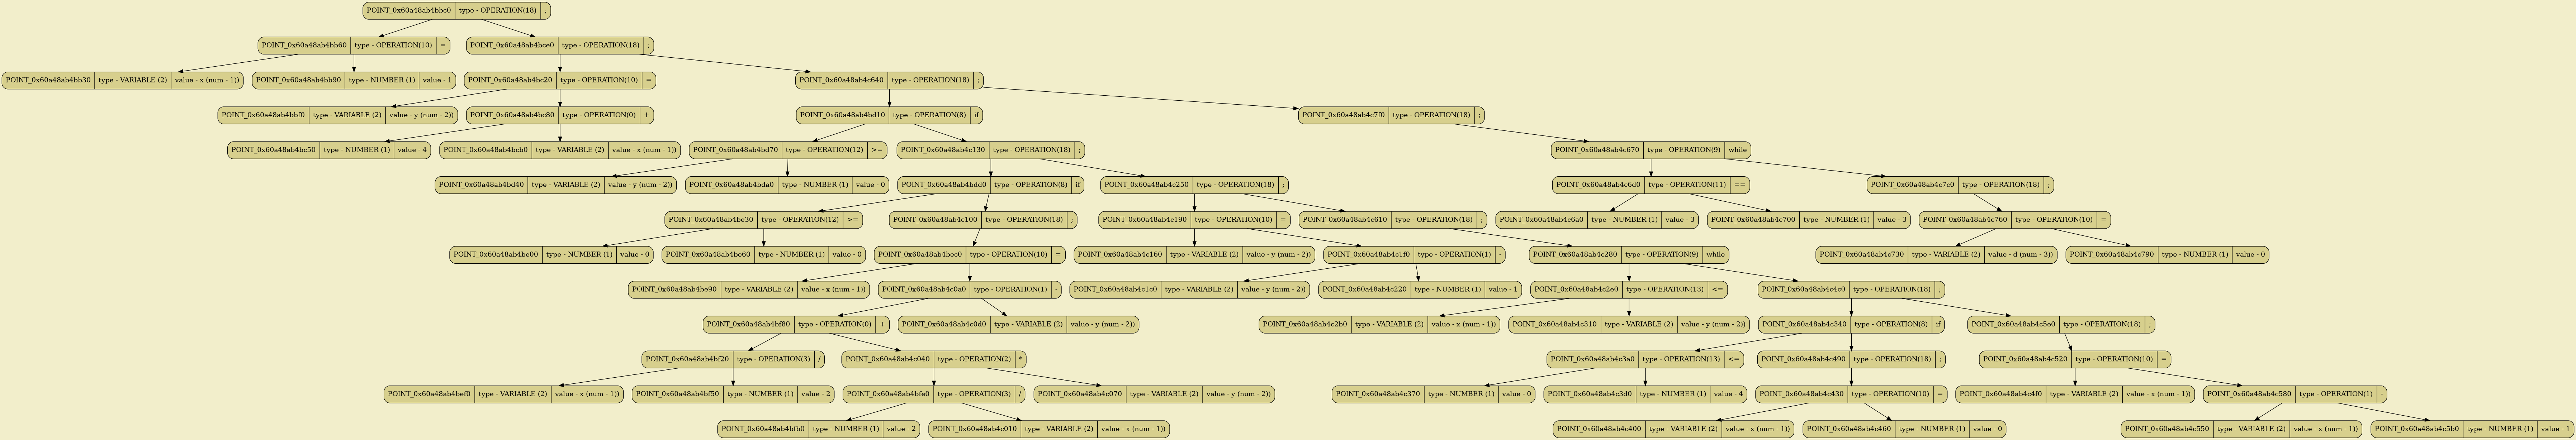 POINT_0x60a48ab4bbc0 type - OPERATION(18) ;
POINT_0x60a48ab4bb60 type - OPERATION(10) = POINT_0x60a48ab4bce0 type - OPERATION(18) ;
POINT_0x60a48ab4bb30 type - VARIABLE (2) value - x (num - 1)) POINT_0x60a48ab4bb90 type - NUMBER (1) value - 1 POINT_0x60a48ab4bc20 type - OPERATION(10) = POINT_0x60a48ab4c640 type - OPERATION(18) ;
POINT_0x60a48ab4bbf0 type - VARIABLE (2) value - y (num - 2)) POINT_0x60a48ab4bc80 type - OPERATION(0) + POINT_0x60a48ab4bd10 type - OPERATION(8) if POINT_0x60a48ab4c7f0 type - OPERATION(18) ;
POINT_0x60a48ab4bc50 type - NUMBER (1) value - 4 POINT_0x60a48ab4bcb0 type - VARIABLE (2) value - x (num - 1)) POINT_0x60a48ab4bd70 type - OPERATION(12) >= POINT_0x60a48ab4c130 type - OPERATION(18) ; POINT_0x60a48ab4c670 type - OPERATION(9) while
POINT_0x60a48ab4bd40 type - VARIABLE (2) value - y (num - 2)) POINT_0x60a48ab4bda0 type - NUMBER (1) value - 0 POINT_0x60a48ab4bdd0 type - OPERATION(8) if POINT_0x60a48ab4c250 type - OPERATION(18) ; POINT_0x60a48ab4c6d0 type - OPERATION(11) == POINT_0x60a48ab4c7c0 type - OPERATION(18) ;
POINT_0x60a48ab4be30 type - OPERATION(12) >= POINT_0x60a48ab4c100 type - OPERATION(18) ; POINT_0x60a48ab4c190 type - OPERATION(10) = POINT_0x60a48ab4c610 type - OPERATION(18) ; POINT_0x60a48ab4c6a0 type - NUMBER (1) value - 3 POINT_0x60a48ab4c700 type - NUMBER (1) value - 3 POINT_0x60a48ab4c760 type - OPERATION(10) =
POINT_0x60a48ab4be00 type - NUMBER (1) value - 0 POINT_0x60a48ab4be60 type - NUMBER (1) value - 0 POINT_0x60a48ab4bec0 type - OPERATION(10) = POINT_0x60a48ab4c160 type - VARIABLE (2) value - y (num - 2)) POINT_0x60a48ab4c1f0 type - OPERATION(1) - POINT_0x60a48ab4c280 type - OPERATION(9) while POINT_0x60a48ab4c730 type - VARIABLE (2) value - d (num - 3)) POINT_0x60a48ab4c790 type - NUMBER (1) value - 0
POINT_0x60a48ab4be90 type - VARIABLE (2) value - x (num - 1)) POINT_0x60a48ab4c0a0 type - OPERATION(1) - POINT_0x60a48ab4c1c0 type - VARIABLE (2) value - y (num - 2)) POINT_0x60a48ab4c220 type - NUMBER (1) value - 1 POINT_0x60a48ab4c2e0 type - OPERATION(13) <= POINT_0x60a48ab4c4c0 type - OPERATION(18) ;
POINT_0x60a48ab4bf80 type - OPERATION(0) + POINT_0x60a48ab4c0d0 type - VARIABLE (2) value - y (num - 2)) POINT_0x60a48ab4c2b0 type - VARIABLE (2) value - x (num - 1)) POINT_0x60a48ab4c310 type - VARIABLE (2) value - y (num - 2)) POINT_0x60a48ab4c340 type - OPERATION(8) if POINT_0x60a48ab4c5e0 type - OPERATION(18) ;
POINT_0x60a48ab4bf20 type - OPERATION(3) / POINT_0x60a48ab4c040 type - OPERATION(2) * POINT_0x60a48ab4c3a0 type - OPERATION(13) <= POINT_0x60a48ab4c490 type - OPERATION(18) ; POINT_0x60a48ab4c520 type - OPERATION(10) =
POINT_0x60a48ab4bef0 type - VARIABLE (2) value - x (num - 1)) POINT_0x60a48ab4bf50 type - NUMBER (1) value - 2 POINT_0x60a48ab4bfe0 type - OPERATION(3) / POINT_0x60a48ab4c070 type - VARIABLE (2) value - y (num - 2)) POINT_0x60a48ab4c370 type - NUMBER (1) value - 0 POINT_0x60a48ab4c3d0 type - NUMBER (1) value - 4 POINT_0x60a48ab4c430 type - OPERATION(10) = POINT_0x60a48ab4c4f0 type - VARIABLE (2) value - x (num - 1)) POINT_0x60a48ab4c580 type - OPERATION(1) -
POINT_0x60a48ab4bfb0 type - NUMBER (1) value - 2 POINT_0x60a48ab4c010 type - VARIABLE (2) value - x (num - 1)) POINT_0x60a48ab4c400 type - VARIABLE (2) value - x (num - 1)) POINT_0x60a48ab4c460 type - NUMBER (1) value - 0 POINT_0x60a48ab4c550 type - VARIABLE (2) value - x (num - 1)) POINT_0x60a48ab4c5b0 type - NUMBER (1) value - 1